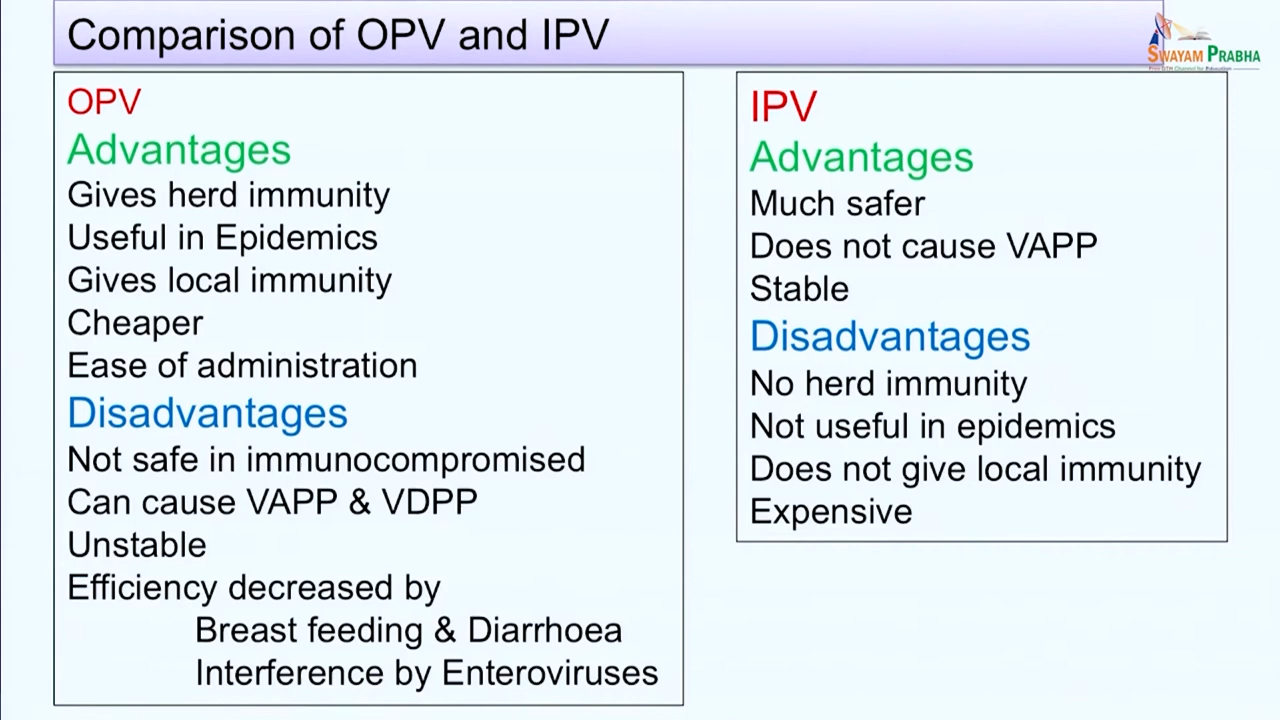 Comparison of OPV and IPV
SWAYAM PRABHA
OPV
Advantages
Gives herd immunity
Useful in Epidemics
Gives local immunity
Cheaper
Ease of administration
Disadvantages
Not safe in immunocompromised
Can cause VAPP & VDPP
Unstable
Efficiency decreased by
Breast feeding & Diarrhoea
Interference by Enteroviruses
IPV
Advantages
Much safer
Does not cause VAPP
Stable
Disadvantages
No herd immunity
Not useful in epidemics
Does not give local immunity
Expensive